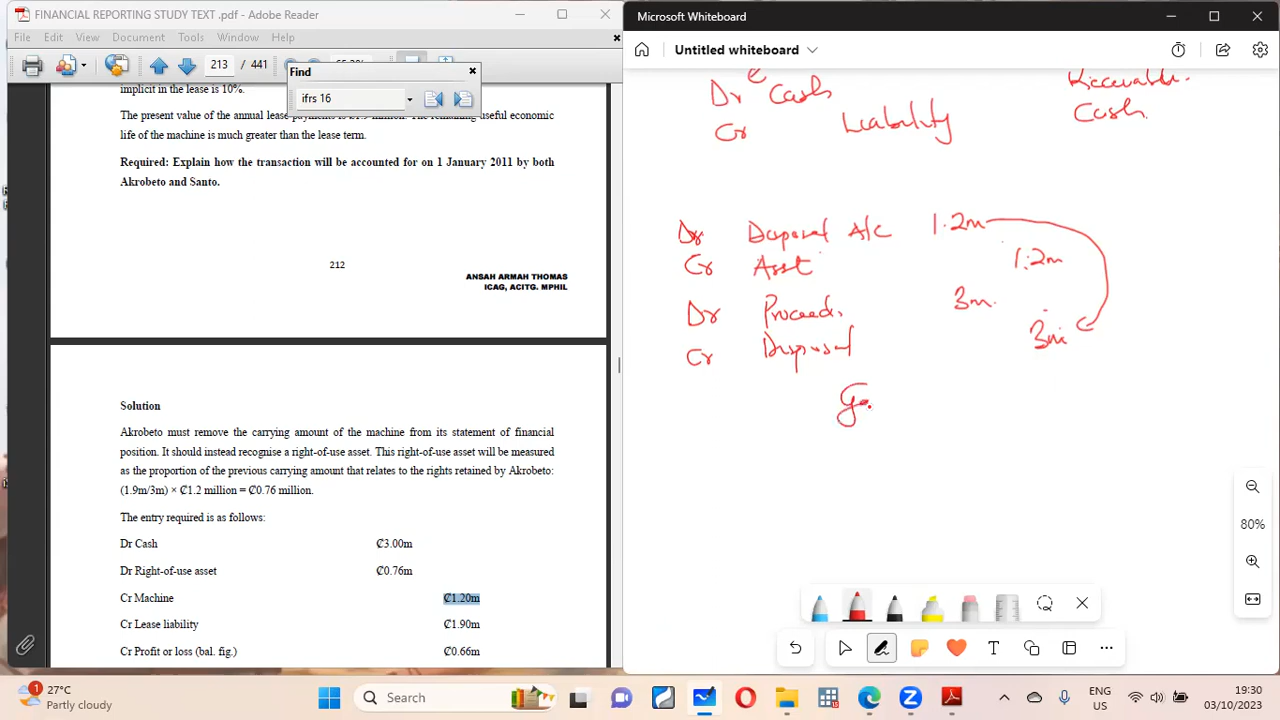 FINANCIAL REPORTING STUDY TEXT .pdf - Adobe Reader
File Edit View Document Tools Window Help
213 / 441
Find
ifrs 16
implicit in the lease is 10%.
The present value of the annual lease payments is ₵1.9 million. The remaining useful economic
life of the machine is much greater than the lease term.
Required: Explain how the transaction will be accounted for on 1 January 2011 by both
Akrobeto and Santo.
212
ANSAH ARMAH THOMAS
ICAG, ACITG. MPHIL
Solution
Akrobeto must remove the carrying amount of the machine from its statement of financial
position. It should instead recognise a right-of-use asset. This right-of-use asset will be measured
as the proportion of the previous carrying amount that relates to the rights retained by Akrobeto:
(1.9m/3m) × ₵1.2 million = ₵0.76 million.
The entry required is as follows:
Dr Cash ₵3.00m
Dr Right-of-use asset ₵0.76m
Cr Machine ₵1.20m
Cr Lease liability ₵1.90m
Cr Profit or loss (bal. fig.) ₵0.66m
Microsoft Whiteboard
Untitled whiteboard
Receivable.
Dr Cash Cash
Cr Liability
Dr Disposal A/C 1.2m
Cr Asset 1.2m
Dr Proceeds 3m
Cr Disposal 3m
80%
1
27°C
Partly cloudy
Search
ENG
US
19:30
03/10/2023